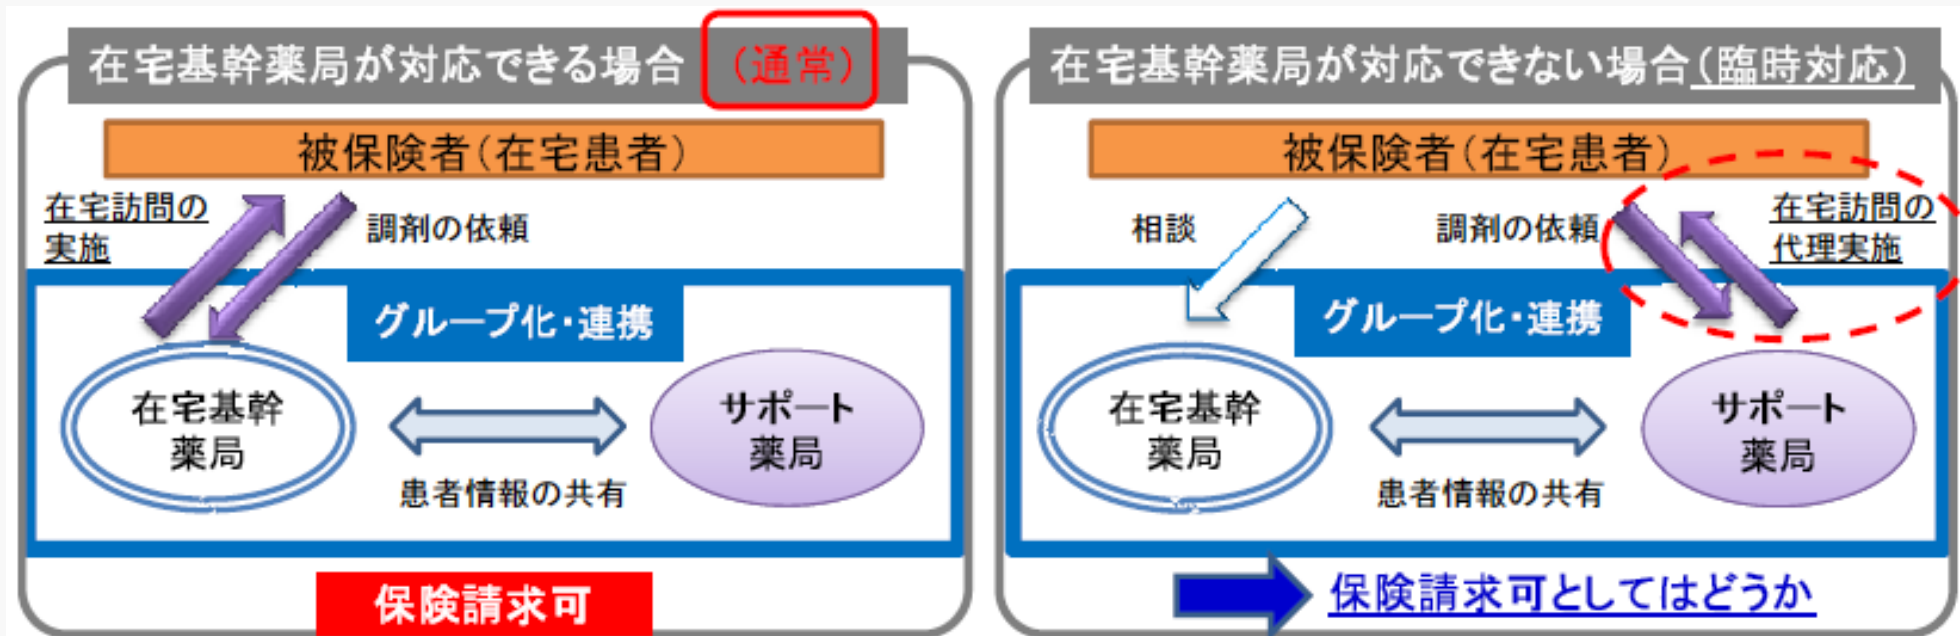 在宅基幹薬局が対応できる場合（通常）
被保険者（在宅患者）
在宅訪問の
実施
調剤の依頼
グループ化・連携
在宅基幹
薬局
サポート
薬局
患者情報の共有
保険請求可
在宅基幹薬局が対応できない場合（臨時対応）
被保険者（在宅患者）
相談
調剤の依頼
在宅訪問の
代理実施
グループ化・連携
在宅基幹
薬局
サポート
薬局
患者情報の共有
保険請求可としてはどうか